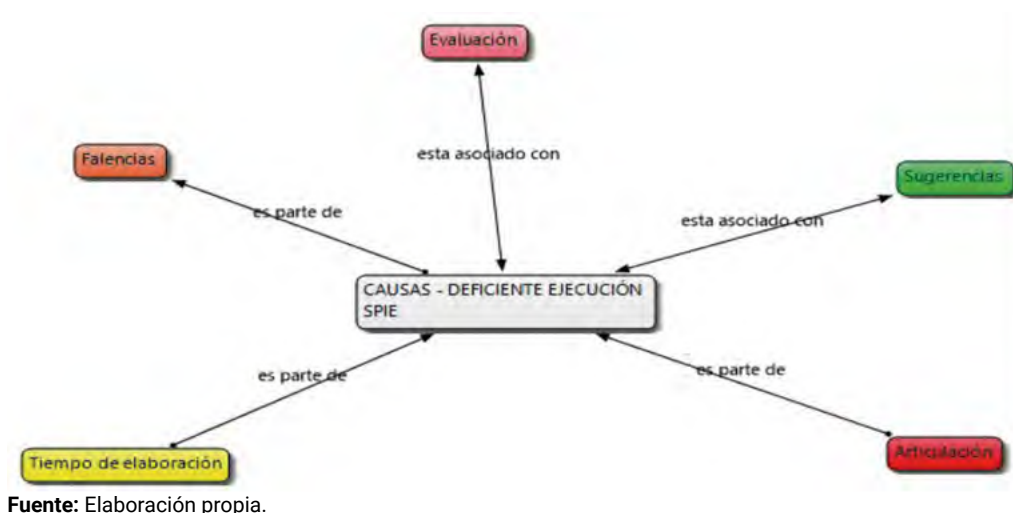 Evaluación
esta asociado con
Falencias
Sugerencias
es parte de
esta asociado con
CAUSAS - DEFICIENTE EJECUCIÓN
SPIE
es parte de
es parte de
Tiempo de elaboración
Articulación
Fuente: Elaboración propia.